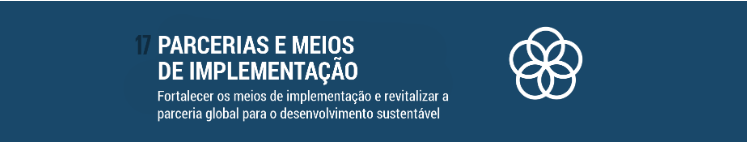 17 PARCERIAS E MEIOS
DE IMPLEMENTAÇÃO
Fortalecer os meios de implementação e revitalizar a
parceria global para o desenvolvimento sustentável